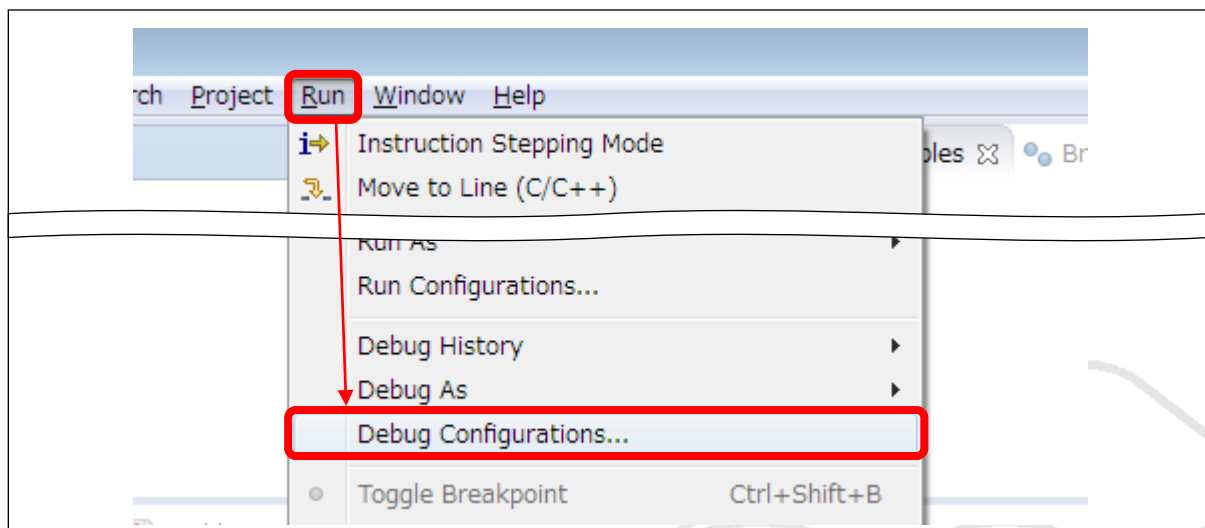 rch Project Run Window Help
Instruction Stepping Mode
bles Br
Move to Line (C/C++)
Run As
Run Configurations...
Debug History
Debug As
Debug Configurations...
Toggle Breakpoint Ctrl+Shift+B